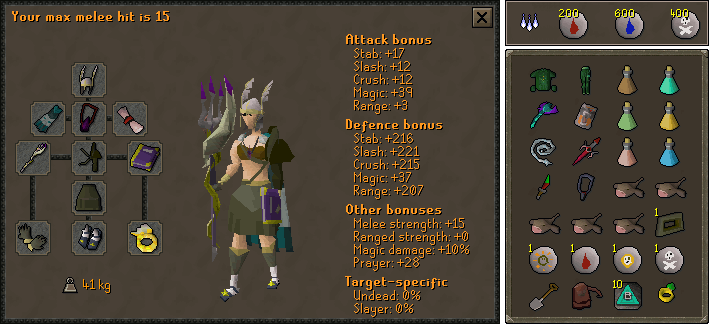 Your max melee hit is 15
Attack bonus
Stab: +17
Slash: +12
Crush: +12
Magic: +39
Range: +3
Defence bonus
Stab: +216
Slash: +221
Crush: +215
Magic: +37
Range: +207
Other bonuses
Melee strength: +15
Ranged strength: +0
Magic damage: +10%
Prayer: +28
Target-specific
Undead: 0%
Slayer: 0%
41 kg
200 600 400
1
1 1 1 1
10
B